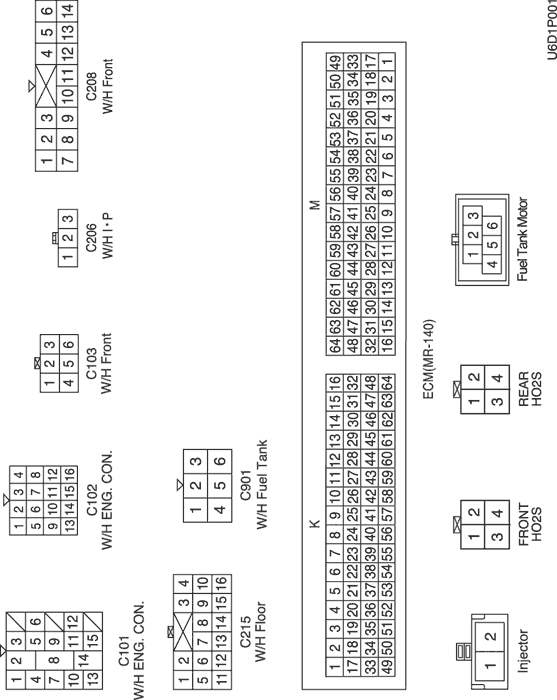 1 2 3
4 5 6
7 8 9
10 11 12
13 14 15
C101
W/H ENG. CON.
1 2 3 4
5 6 7 8
9 10 11 12
13 14 15 16
C102
W/H ENG. CON.
1 2 3
4 5 6
C103
W/H Front
1 2 3
C206
W/H I•P
1 2 3 4 5 6
7 8 9 10 11 12 13 14
C208
W/H Front
1 2 3 4
5 6 7 8 9 10
11 12 13 14 15 16
C215
W/H Floor
1 2 3
4 5 6
C901
W/H Fuel Tank
K
1 2 3 4 5 6 7 8 9 10 11 12 13 14 15 16
17 18 19 20 21 22 23 24 25 26 27 28 29 30 31 32
33 34 35 36 37 38 39 40 41 42 43 44 45 46 47 48
49 50 51 52 53 54 55 56 57 58 59 60 61 62 63 64
M
64 63 62 61 60 59 58 57 56 55 54 53 52 51 50 49
48 47 46 45 44 43 42 41 40 39 38 37 36 35 34 33
32 31 30 29 28 27 26 25 24 23 22 21 20 19 18 17
16 15 14 13 12 11 10 9 8 7 6 5 4 3 2 1
ECM(MR-140)
1 2
Injector
1 2
3 4
FRONT
HO2S
1 2
3 4
REAR
HO2S
1 2 3
4 5 6
Fuel Tank Motor
U6D1P001